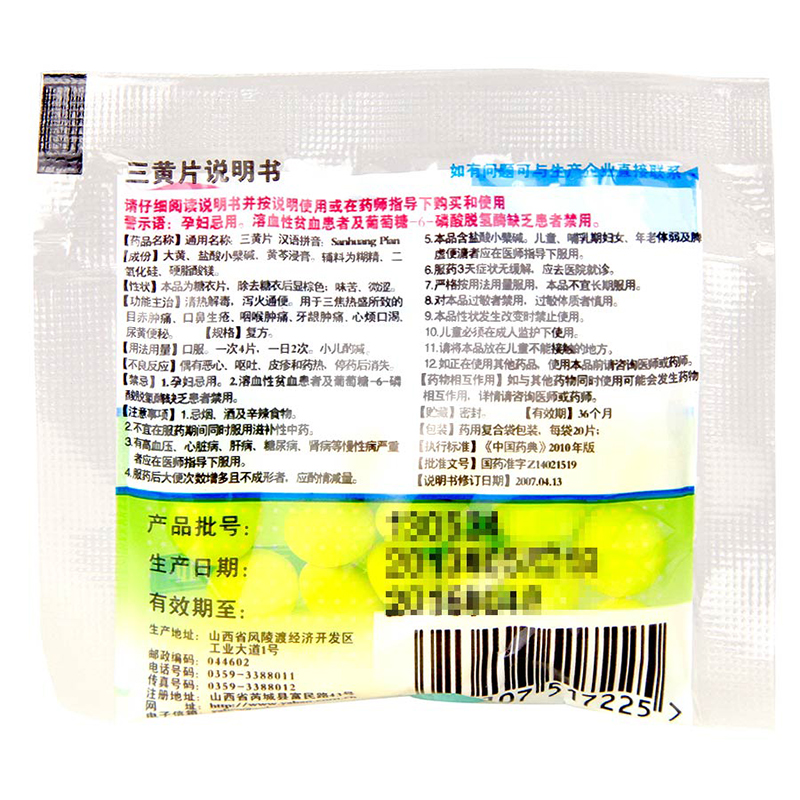 三黄片说明书
如有问题可与生产企业直接联系
请仔细阅读说明书并按说明使用或在药师指导下购买和使用
警示语：孕妇忌用。溶血性贫血患者及葡萄糖-6-磷酸脱氢酶缺乏患者禁用。
【药品名称】通用名称：三黄片 汉语拼音：Sanhuang Pian
【成份】大黄、盐酸小檗碱、黄芩浸膏。辅料为糊精、二
氧化硅、硬脂酸镁。
【性状】本品为糖衣片，除去糖衣后显棕色；味苦、微涩。
【功能主治】清热解毒，泻火通便。用于三焦热盛所致的
目赤肿痛、口鼻生疮、咽喉肿痛、牙龈肿痛、心烦口渴、
尿黄便秘。 【规格】复方。
【用法用量】口服。一次4片，一日2次。小儿酌减。
【不良反应】偶有恶心、呕吐、皮疹和药热，停药后消失。
【禁忌】1.孕妇忌用。2.溶血性贫血患者及葡萄糖-6-磷
酸脱氢酶缺乏患者禁用。
【注意事项】1.忌烟、酒及辛辣食物。
2.不宜在服药期间同时服用滋补性中药。
3.有高血压、心脏病、肝病、糖尿病、肾病等慢性病严重
者应在医师指导下服用。
4.服药后大便次数增多且不成形者，应酌情减量。
5.本品含盐酸小檗碱。儿童、哺乳期妇女、年老体弱及脾
虚便溏者应在医师指导下服用。
6.服药3天症状无缓解，应去医院就诊。
7.严格按用法用量服用，本品不宜长期服用。
8.对本品过敏者禁用，过敏体质者慎用。
9.本品性状发生改变时禁止使用。
10.儿童必须在成人监护下使用。
11.请将本品放在儿童不能接触的地方。
12.如正在使用其他药品，使用本品前请咨询医师或药师。
【药物相互作用】如与其他药物同时使用可能会发生药物
相互作用，详情请咨询医师或药师。
【贮藏】密封。 【有效期】36个月
【包装】药用复合袋包装，每袋20片；
【执行标准】《中国药典》2010年版
【批准文号】国药准字Z14021519
【说明书修订日期】2007.04.13
产品批号：
生产日期：
有效期至：
生产地址：山西省风陵渡经济开发区
工业大道1号
邮政编码：044602
电话号码：0359-3388011
传真号码：0359-3388012
注册地址：山西省芮城县富民路43号
网 址：
电子信箱
07 517225 >